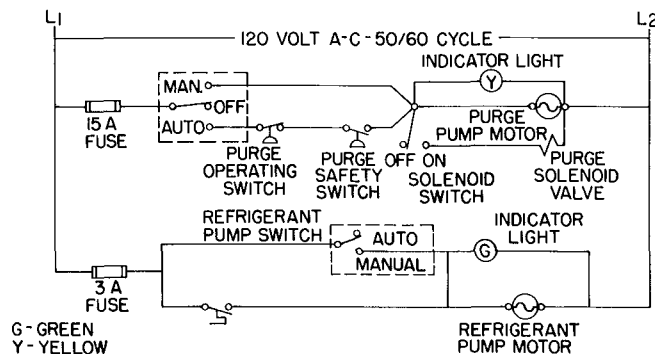 L1
L2
120 VOLT A-C-50/60 CYCLE
INDICATOR LIGHT
MAN.
Y
OFF
15 A
FUSE
AUTO
PURGE
PUMP MOTOR
PURGE
OPERATING
SWITCH
PURGE
SAFETY
SWITCH
OFF ON
SOLENOID
SWITCH
PURGE
SOLENOID
VALVE
REFRIGERANT
PUMP SWITCH
AUTO
MANUAL
INDICATOR
LIGHT
G
3 A
FUSE
G-GREEN
Y-YELLOW
REFRIGERANT
PUMP MOTOR